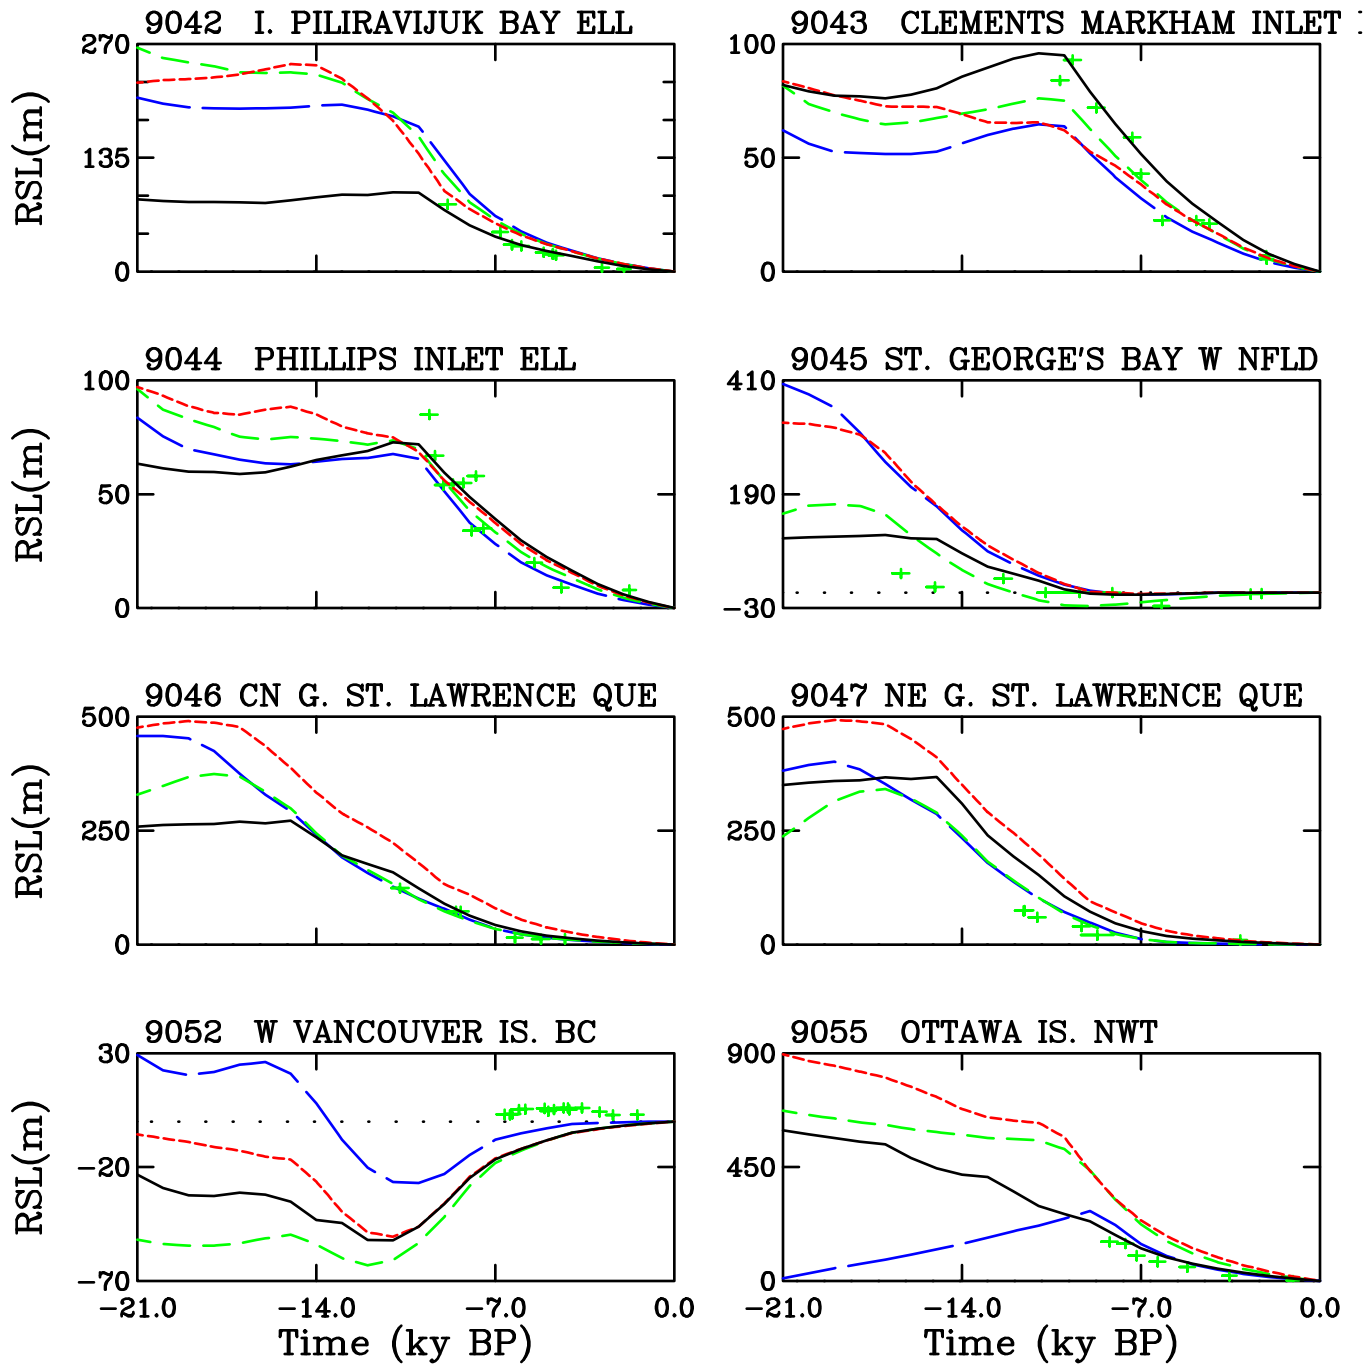 9042 I. PILIRAVIJUK BAY ELL
9043 CLEMENTS MARKHAM INLET
270
135
0
RSL(m)
100
50
0
9044 PHILLIPS INLET ELL
9045 ST. GEORGE'S BAY W NFLD
100
50
0
RSL(m)
410
190
−30
9046 CN G. ST. LAWRENCE QUE
9047 NE G. ST. LAWRENCE QUE
500
250
0
RSL(m)
500
250
0
9052 W VANCOUVER IS. BC
9055 OTTAWA IS. NWT
30
−20
−70
RSL(m)
900
450
0
−21.0 −14.0 −7.0 0.0
−21.0 −14.0 −7.0 0.0
Time (ky BP)
Time (ky BP)